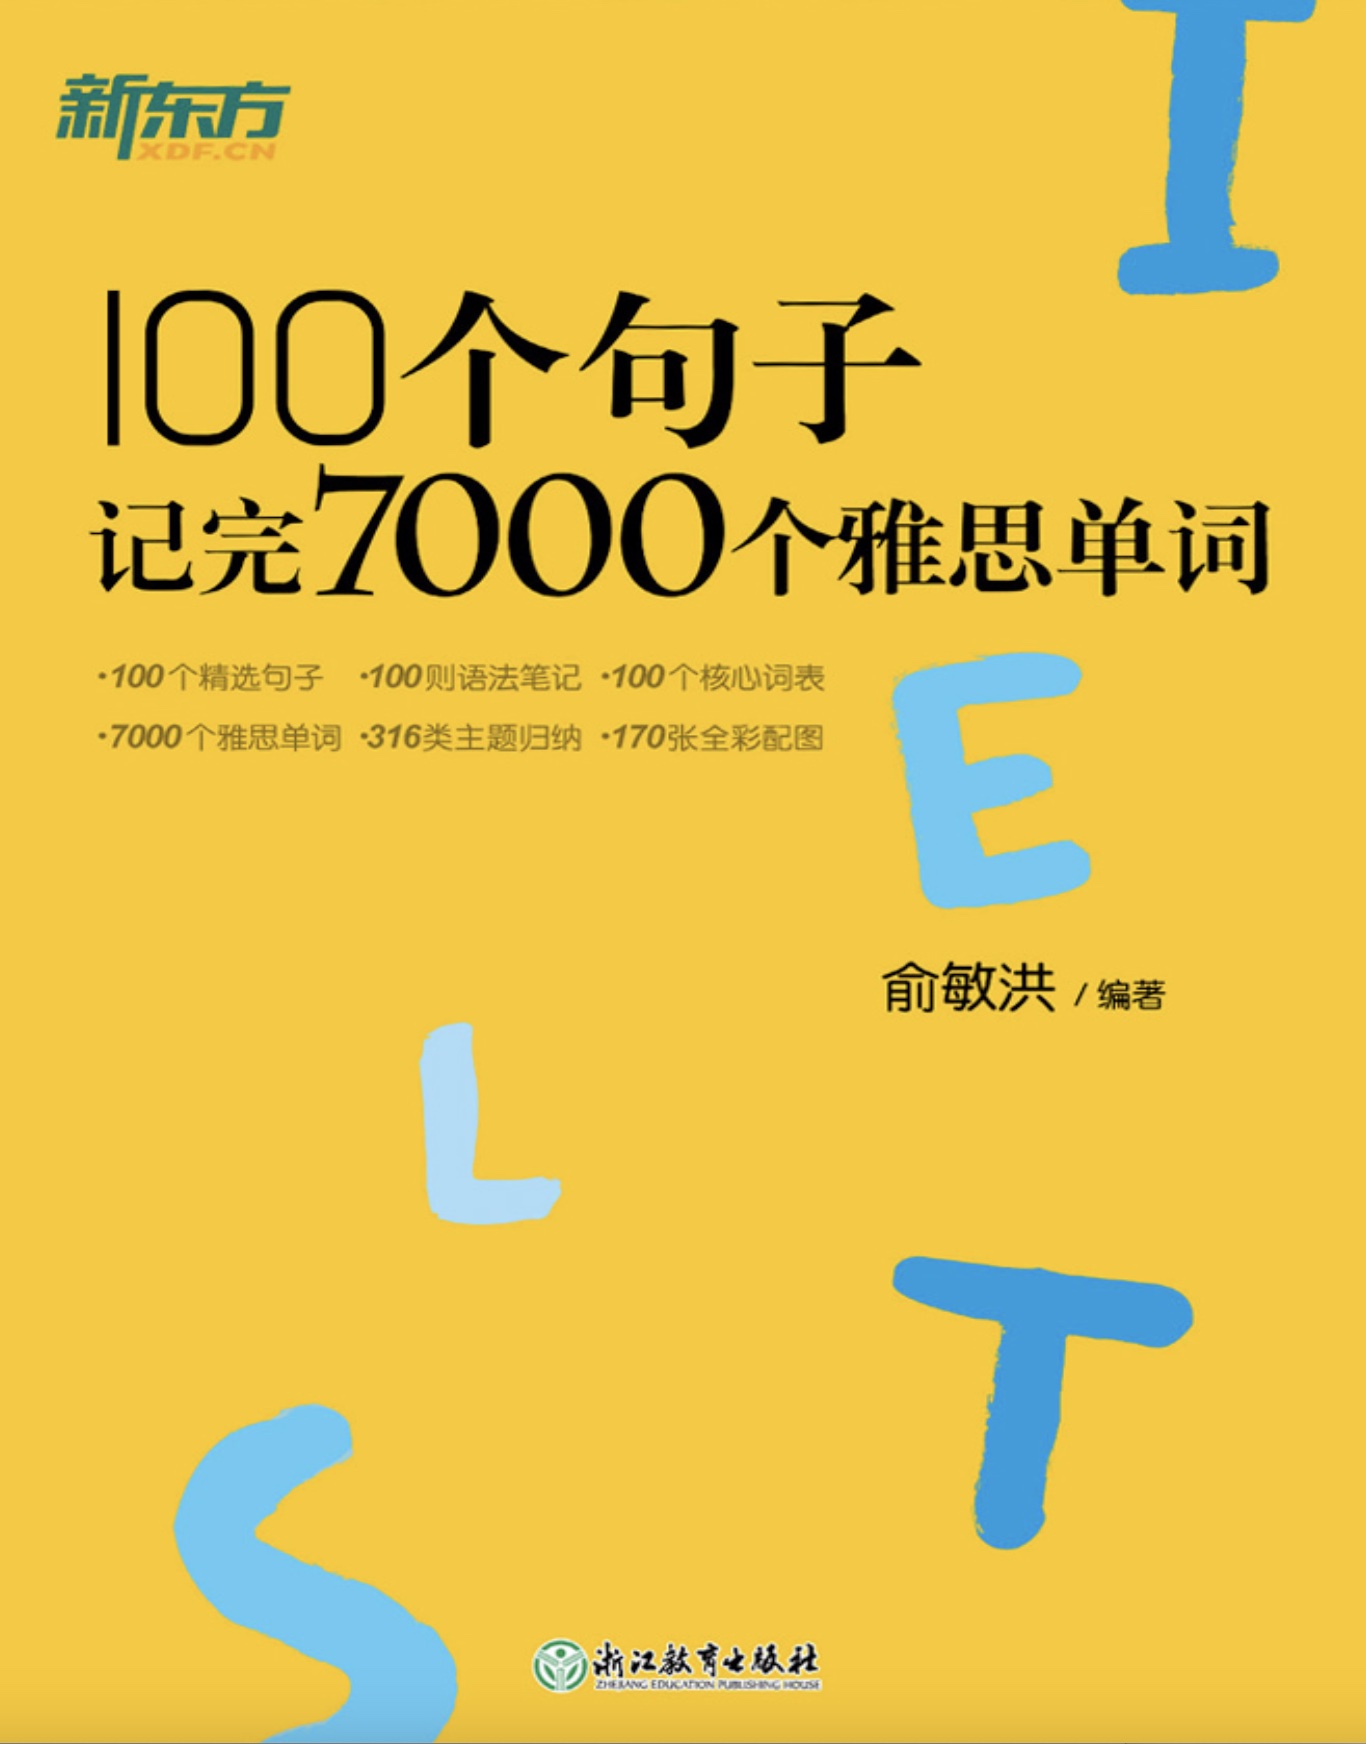 I
新东方
XDF.CN
100个句子
记完7000个雅思单词
·100个精选句子 ·100则语法笔记 ·100个核心词表
·7000个雅思单词 ·316类主题归纳 ·170张全彩配图
E
俞敏洪 / 编著
L
T
S
浙江教育出版社
ZHEJIANG EDUCATION PUBLISHING HOUSE